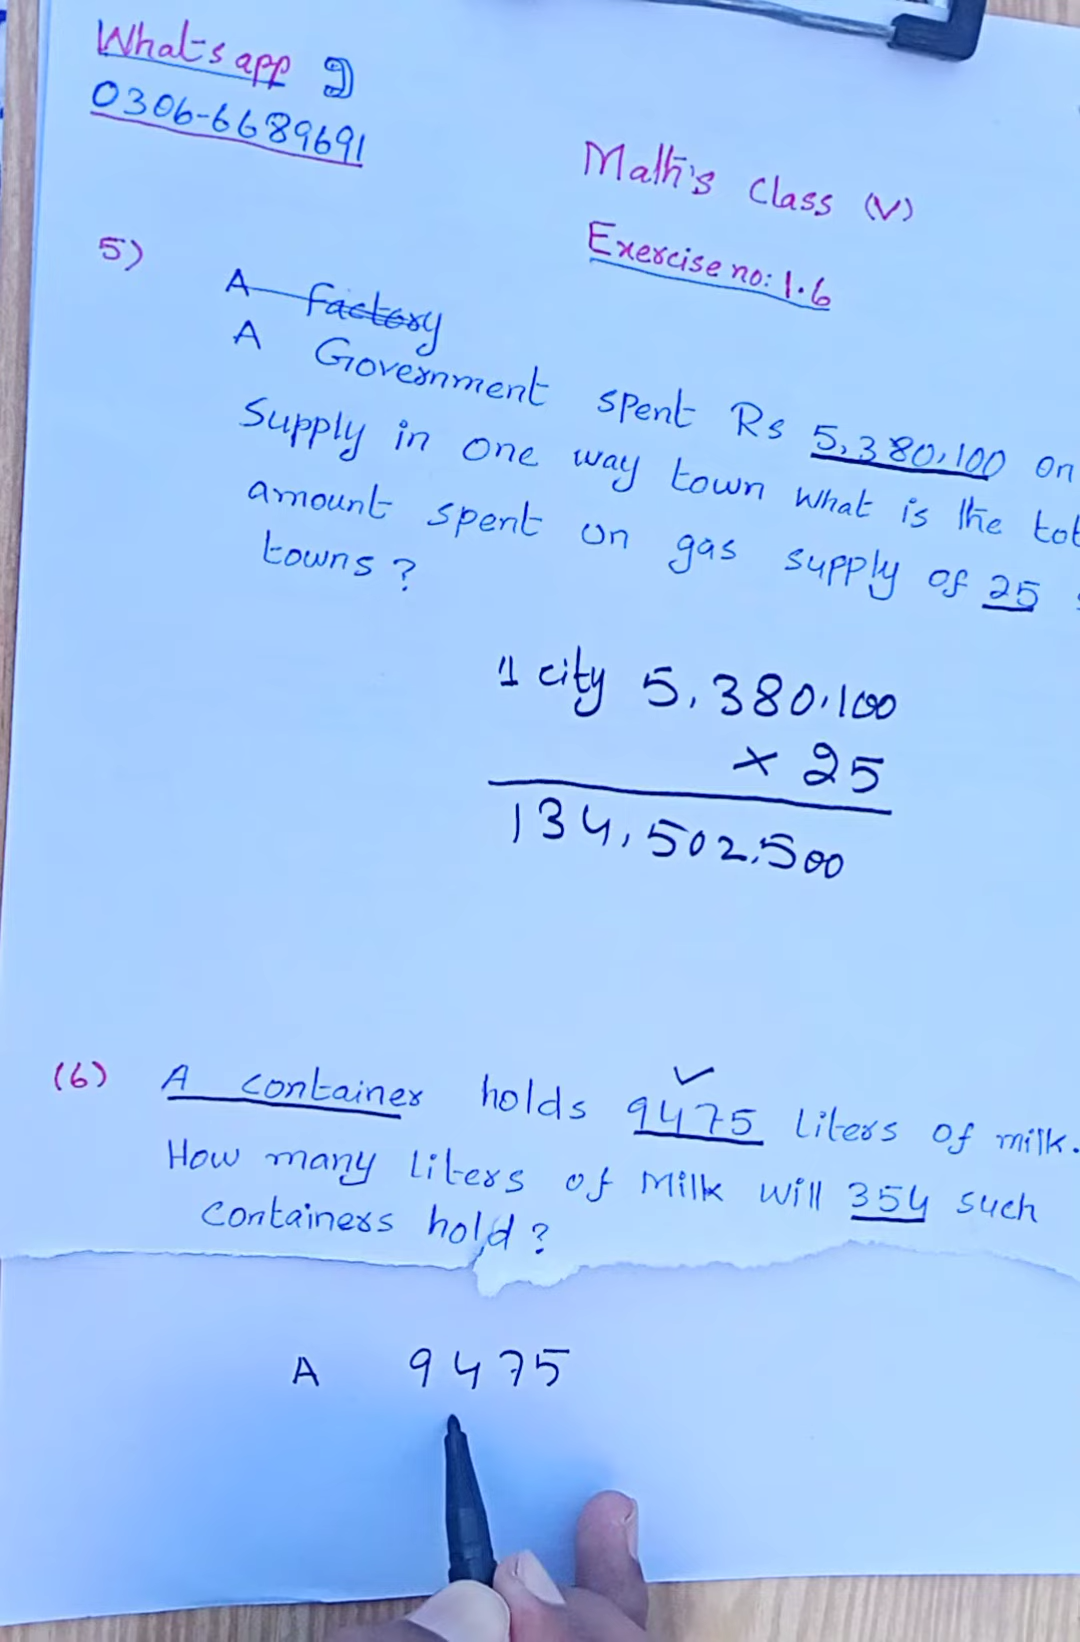 Whatsapp
0306-6689691
Math's Class (V)
Exercise no: 1.6
5)
A factory
A Government spent Rs 5,380,100 on
Supply in one way town what is the
amount spent on gas supply of 25
towns?
1 city 5,380,100
× 25
134,502,500
(6) A container holds 9475 liters of milk.
How many liters of Milk will 354 such
containers hold?
A 9475